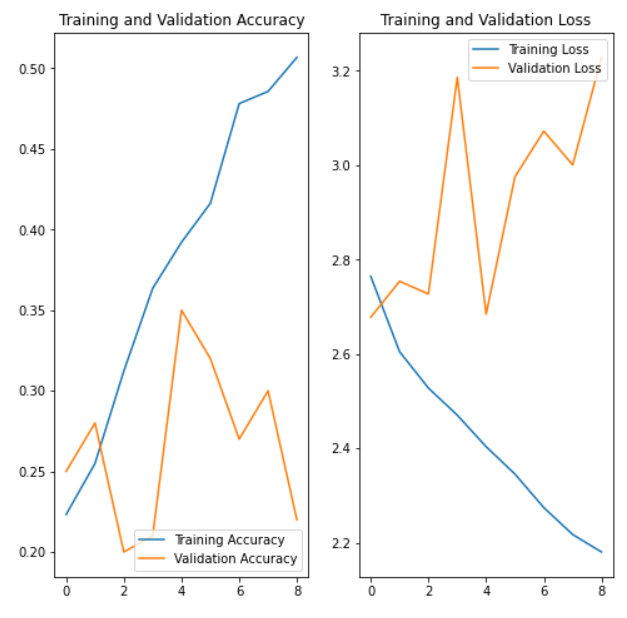 Training and Validation Accuracy
0.50
0.45
0.40
0.35
0.30
0.25
0.20
0 2 4 6 8
Training Accuracy
Validation Accuracy
Training and Validation Loss
3.2
3.0
2.8
2.6
2.4
2.2
0 2 4 6 8
Training Loss
Validation Loss